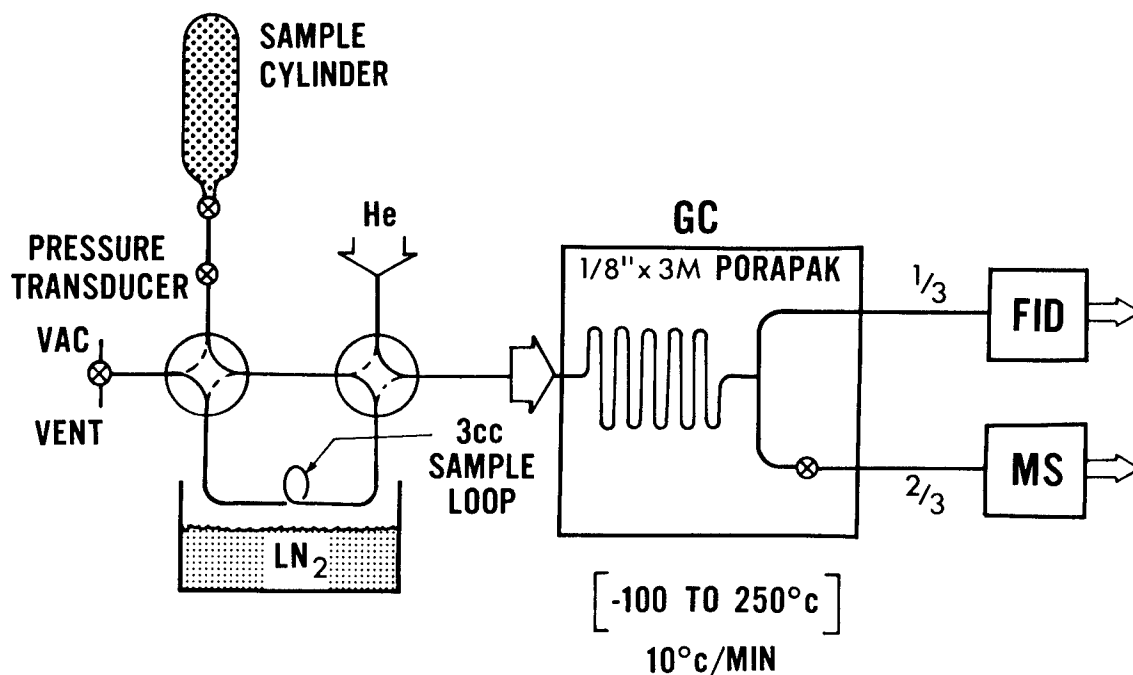 SAMPLE
CYLINDER
PRESSURE
TRANSDUCER
He
VAC
VENT
3cc
SAMPLE
LOOP
LN2
GC
1/8" x 3M PORAPAK
1/3
FID
2/3
MS
[-100 TO 250°c]
10°c/MIN